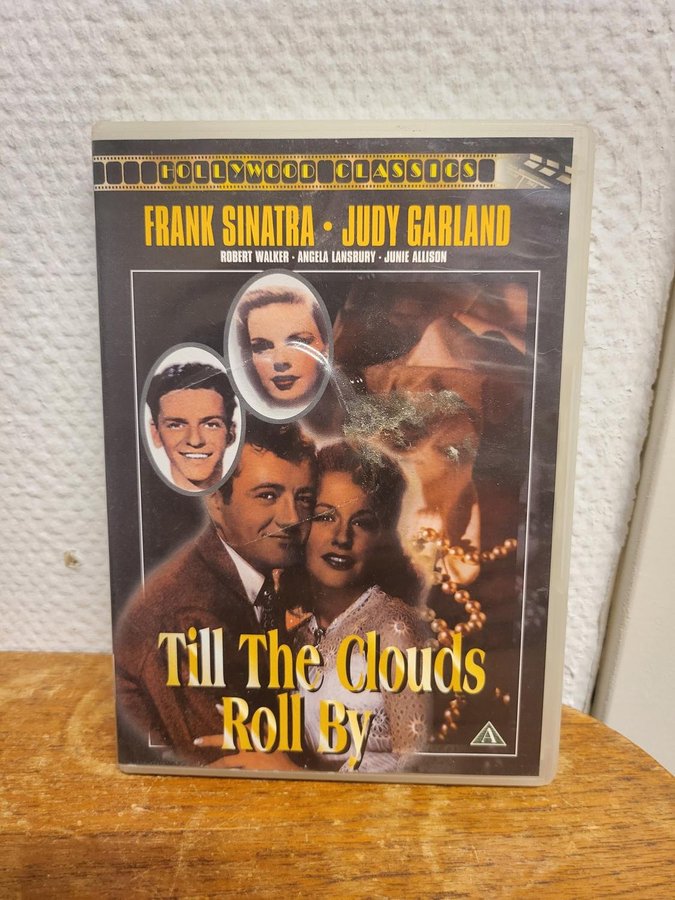 HOLLYWOOD CLASSICS
FRANK SINATRA · JUDY GARLAND
ROBERT WALKER · ANGELA LANSBURY · JUNIE ALLISON
Till The Clouds
Roll By
A